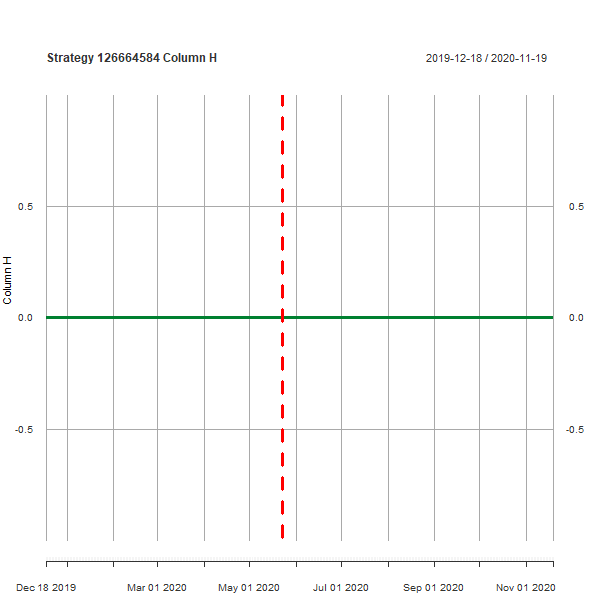 Strategy 126664584 Column H
2019-12-18 / 2020-11-19
0.5 0.5
Column H
0.0 0.0
-0.5 -0.5
Dec 18 2019 Mar 01 2020 May 01 2020 Jul 01 2020 Sep 01 2020 Nov 01 2020